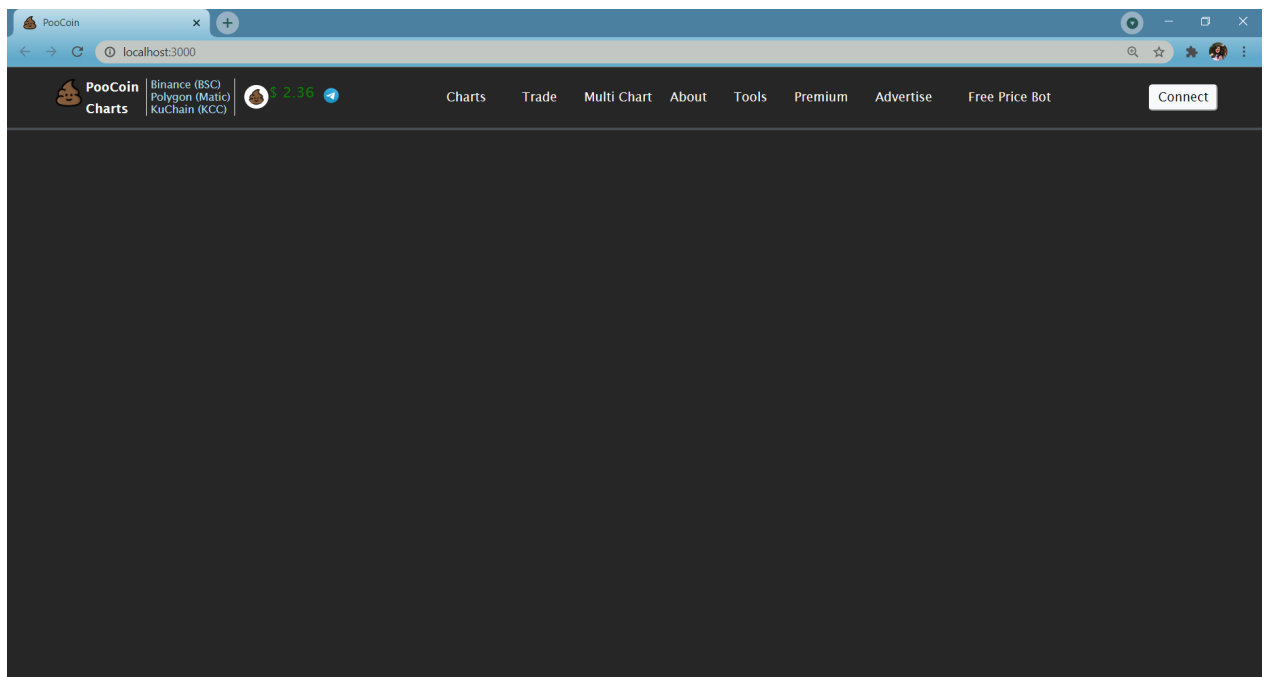 PooCoin
localhost:3000
PooCoin
Charts
Binance (BSC)
Polygon (Matic)
KuChain (KCC)
$ 2.36
Charts Trade Multi Chart About Tools Premium Advertise Free Price Bot
Connect